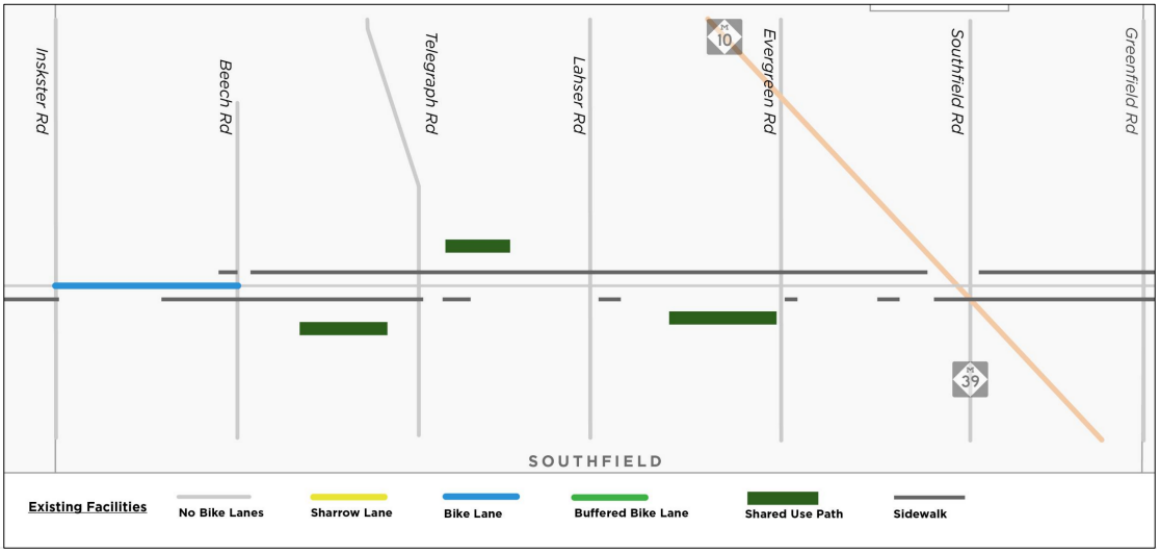 Inskster Rd
Beech Rd
Telegraph Rd
Lahser Rd
M
10
Evergreen Rd
Southfield Rd
Greenfield Rd
M
39
SOUTHFIELD
Existing Facilities
No Bike Lanes
Sharrow Lane
Bike Lane
Buffered Bike Lane
Shared Use Path
Sidewalk